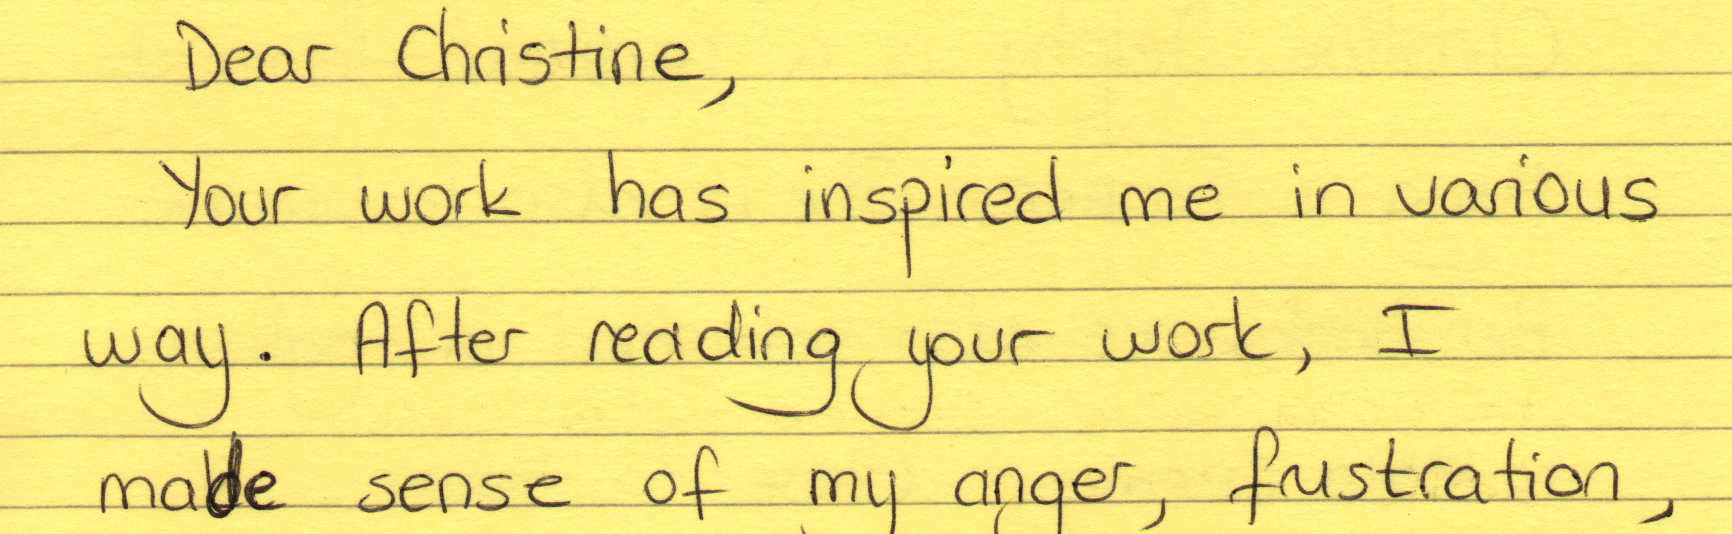 Dear Christine,
Your work has inspired me in various
way. After reading your work, I
made sense of my anger, frustration,